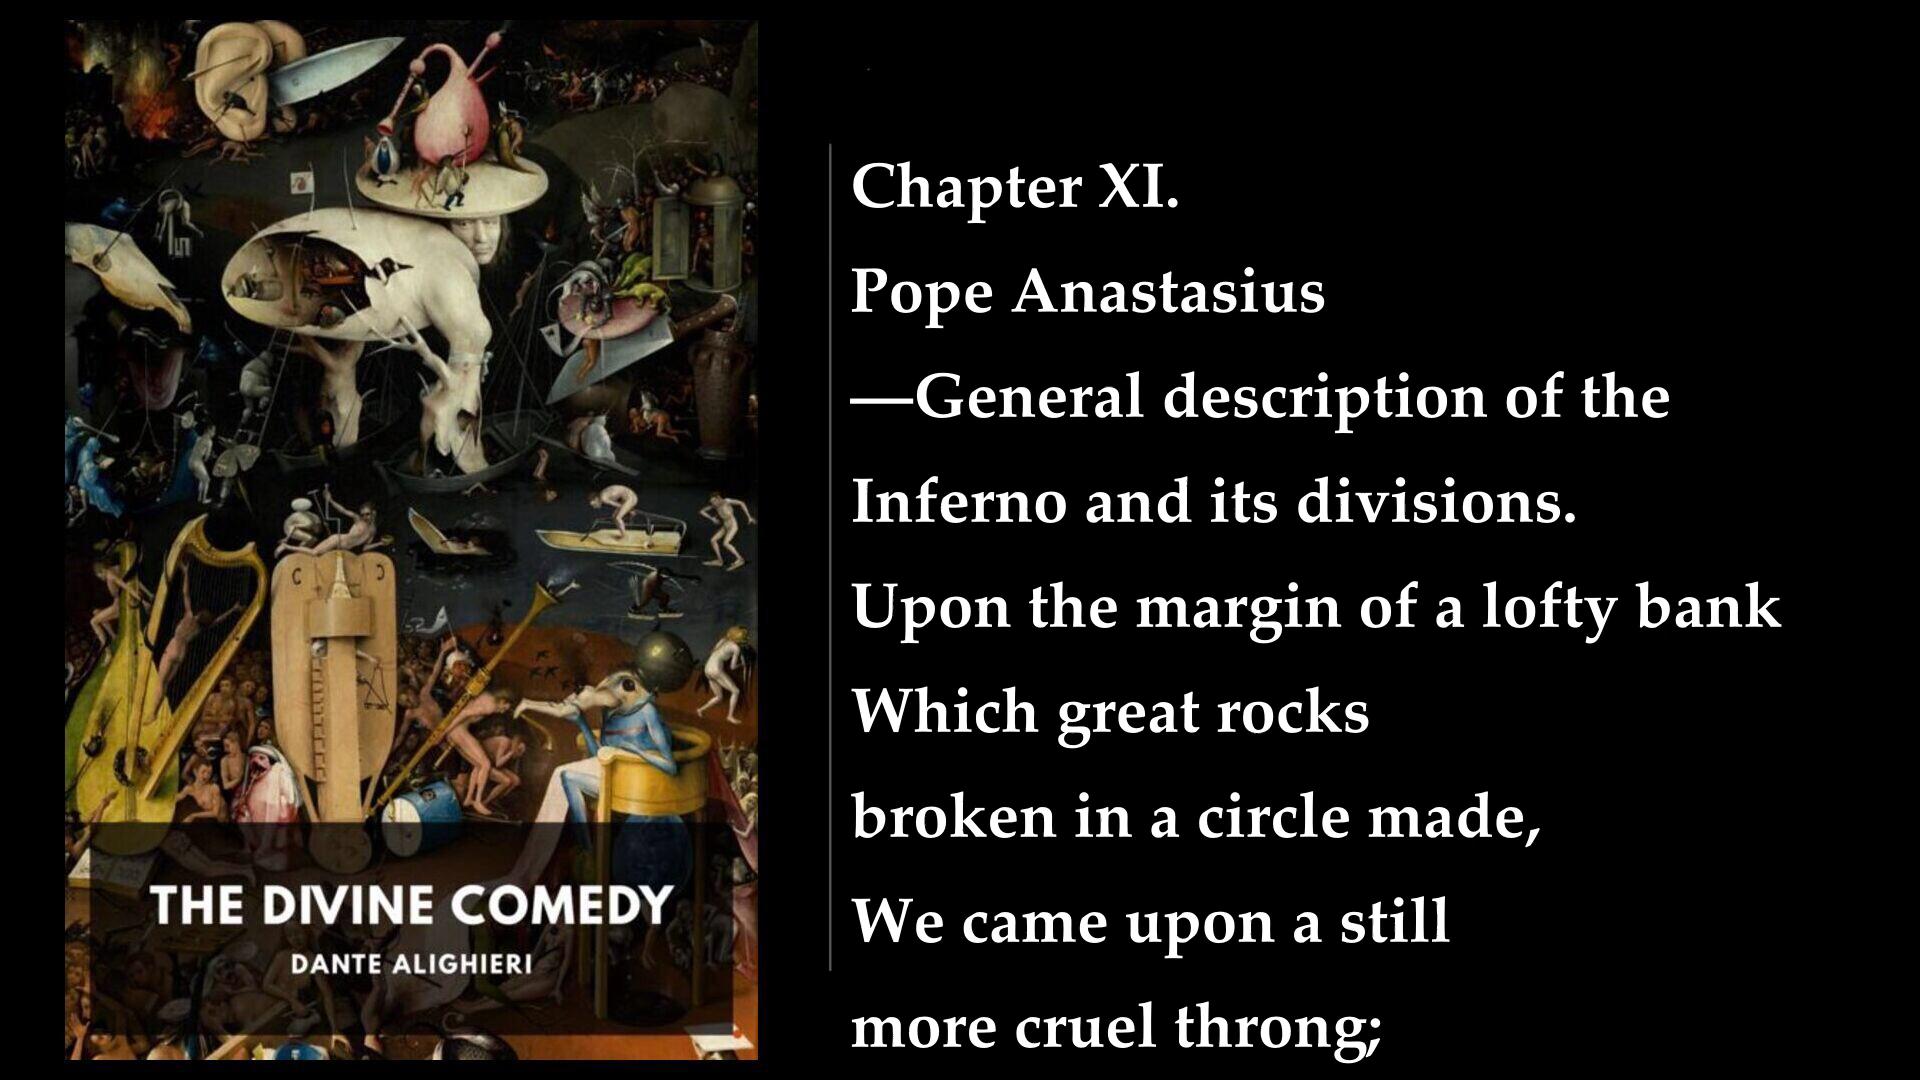 THE DIVINE COMEDY
DANTE ALIGHIERI
Chapter XI.
Pope Anastasius
—General description of the
Inferno and its divisions.
Upon the margin of a lofty bank
Which great rocks
broken in a circle made,
We came upon a still
more cruel throng;